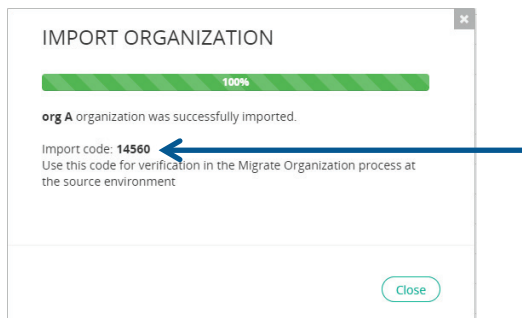 IMPORT ORGANIZATION
100%
org A organization was successfully imported.
Import code: 14560
Use this code for verification in the Migrate Organization process at
the source environment
Close